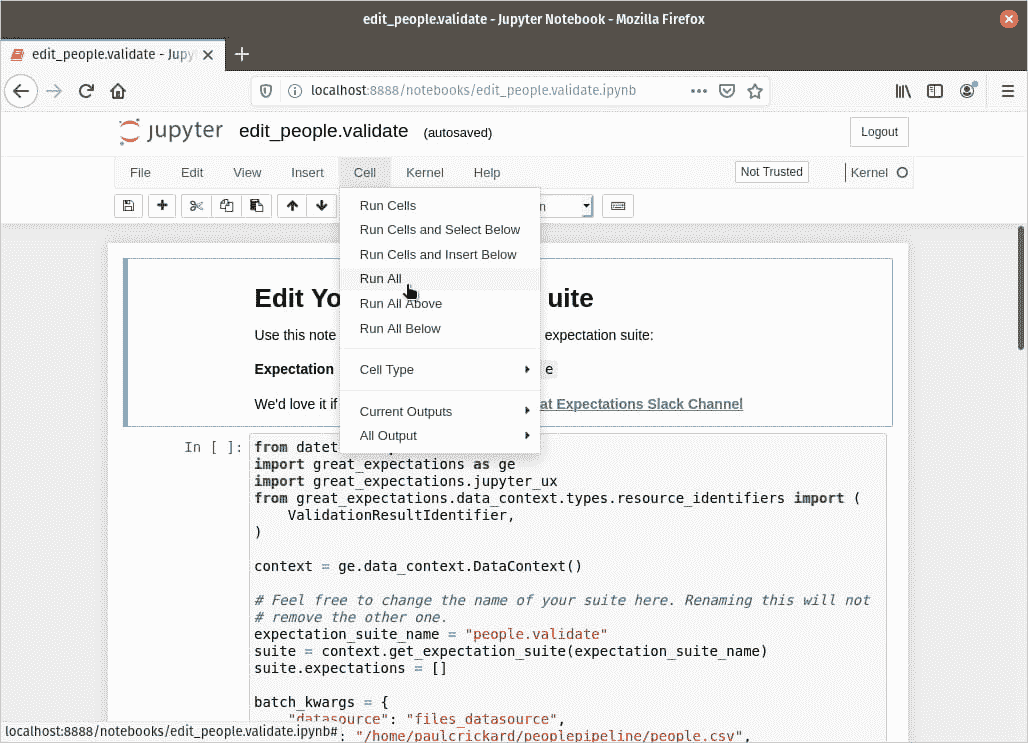 edit_people.validate - Jupyter Notebook - Mozilla Firefox
edit_people.validate - Jupy
localhost:8888/notebooks/edit_people.validate.ipynb
jupyter edit_people.validate (autosaved) Logout
File Edit View Insert Cell Kernel Help Not Trusted Kernel
Run Cells
Run Cells and Select Below
Run Cells and Insert Below
Run All
Run All Above
Run All Below
Cell Type
Current Outputs
All Output
n
Edit Yo uite
Use this note expectation suite:
Expectation e
We'd love it if at Expectations Slack Channel
In [ ]: from datet
import great_expectations as ge
import great_expectations.jupyter_ux
from great_expectations.data_context.types.resource_identifiers import (
ValidationResultIdentifier,
)
context = ge.data_context.DataContext()
# Feel free to change the name of your suite here. Renaming this will not
# remove the other one.
expectation_suite_name = "people.validate"
suite = context.get_expectation_suite(expectation_suite_name)
suite.expectations = []
batch_kwargs = {
"datasource": "files_datasource",
: "/home/paulcrickard/peoplepipeline/people.csv",
localhost:8888/notebooks/edit_people.validate.ipynb#